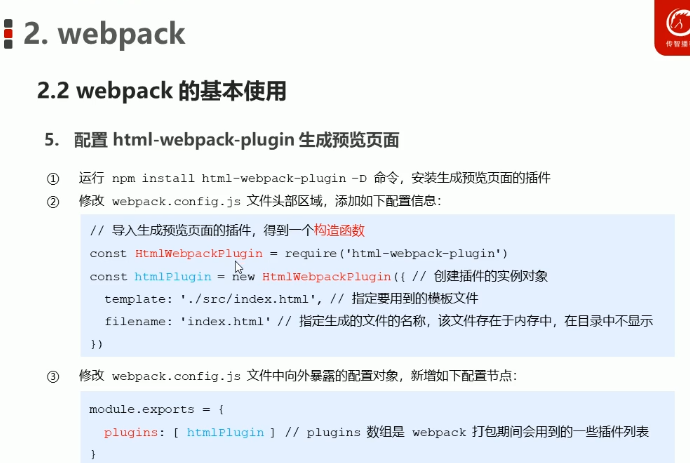 2. webpack
传智播
2.2 webpack 的基本使用
5. 配置 html-webpack-plugin 生成预览页面
① 运行 npm install html-webpack-plugin -D 命令，安装生成预览页面的插件
② 修改 webpack.config.js 文件头部区域，添加如下配置信息：
// 导入生成预览页面的插件，得到一个构造函数
const HtmlWebpackPlugin = require('html-webpack-plugin')
const htmlPlugin = new HtmlWebpackPlugin({ // 创建插件的实例对象
template: './src/index.html', // 指定要用到的模板文件
filename: 'index.html' // 指定生成的文件的名称，该文件存在于内存中，在目录中不显示
})
③ 修改 webpack.config.js 文件中向外暴露的配置对象，新增如下配置节点：
module.exports = {
plugins: [ htmlPlugin ] // plugins 数组是 webpack 打包期间会用到的一些插件列表
}